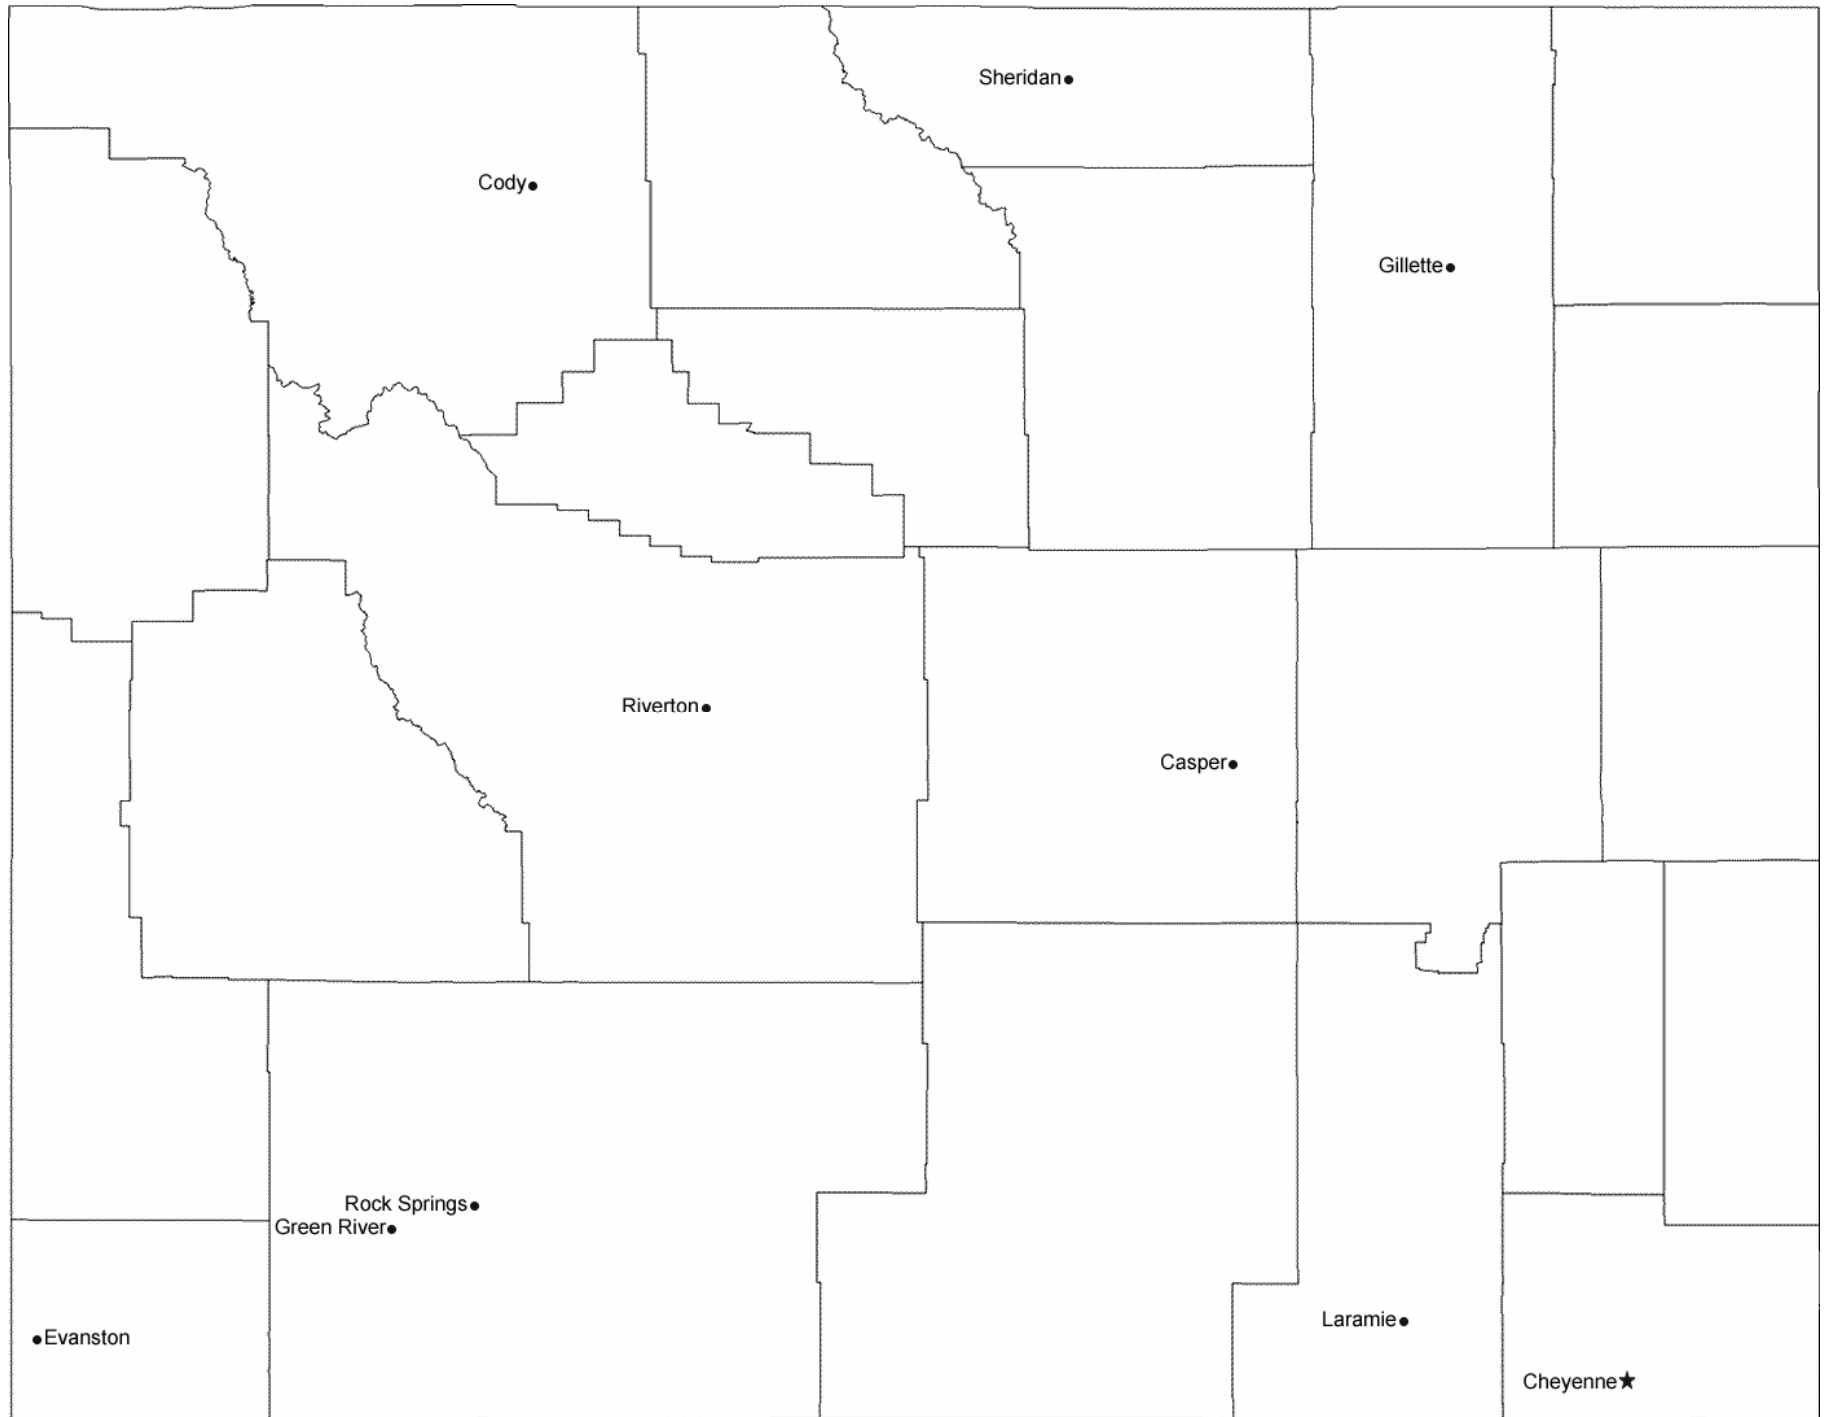 Sheridan
Cody
Gillette
Riverton
Casper
Rock Springs
Green River
Laramie
Evanston
Cheyenne